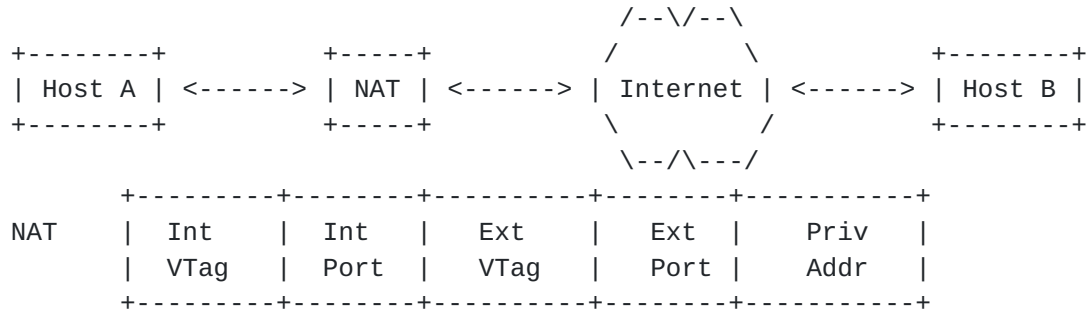 /--\/--\
+--------+ +-----+ / \ +--------+
| Host A | <------> | NAT | <------> | Internet | <------> | Host B |
+--------+ +-----+ \ / +--------+
\--/\---/
+---------+--------+----------+--------+-----------+
NAT | Int | Int | Ext | Ext | Priv |
| VTag | Port | VTag | Port | Addr |
+---------+--------+----------+--------+-----------+